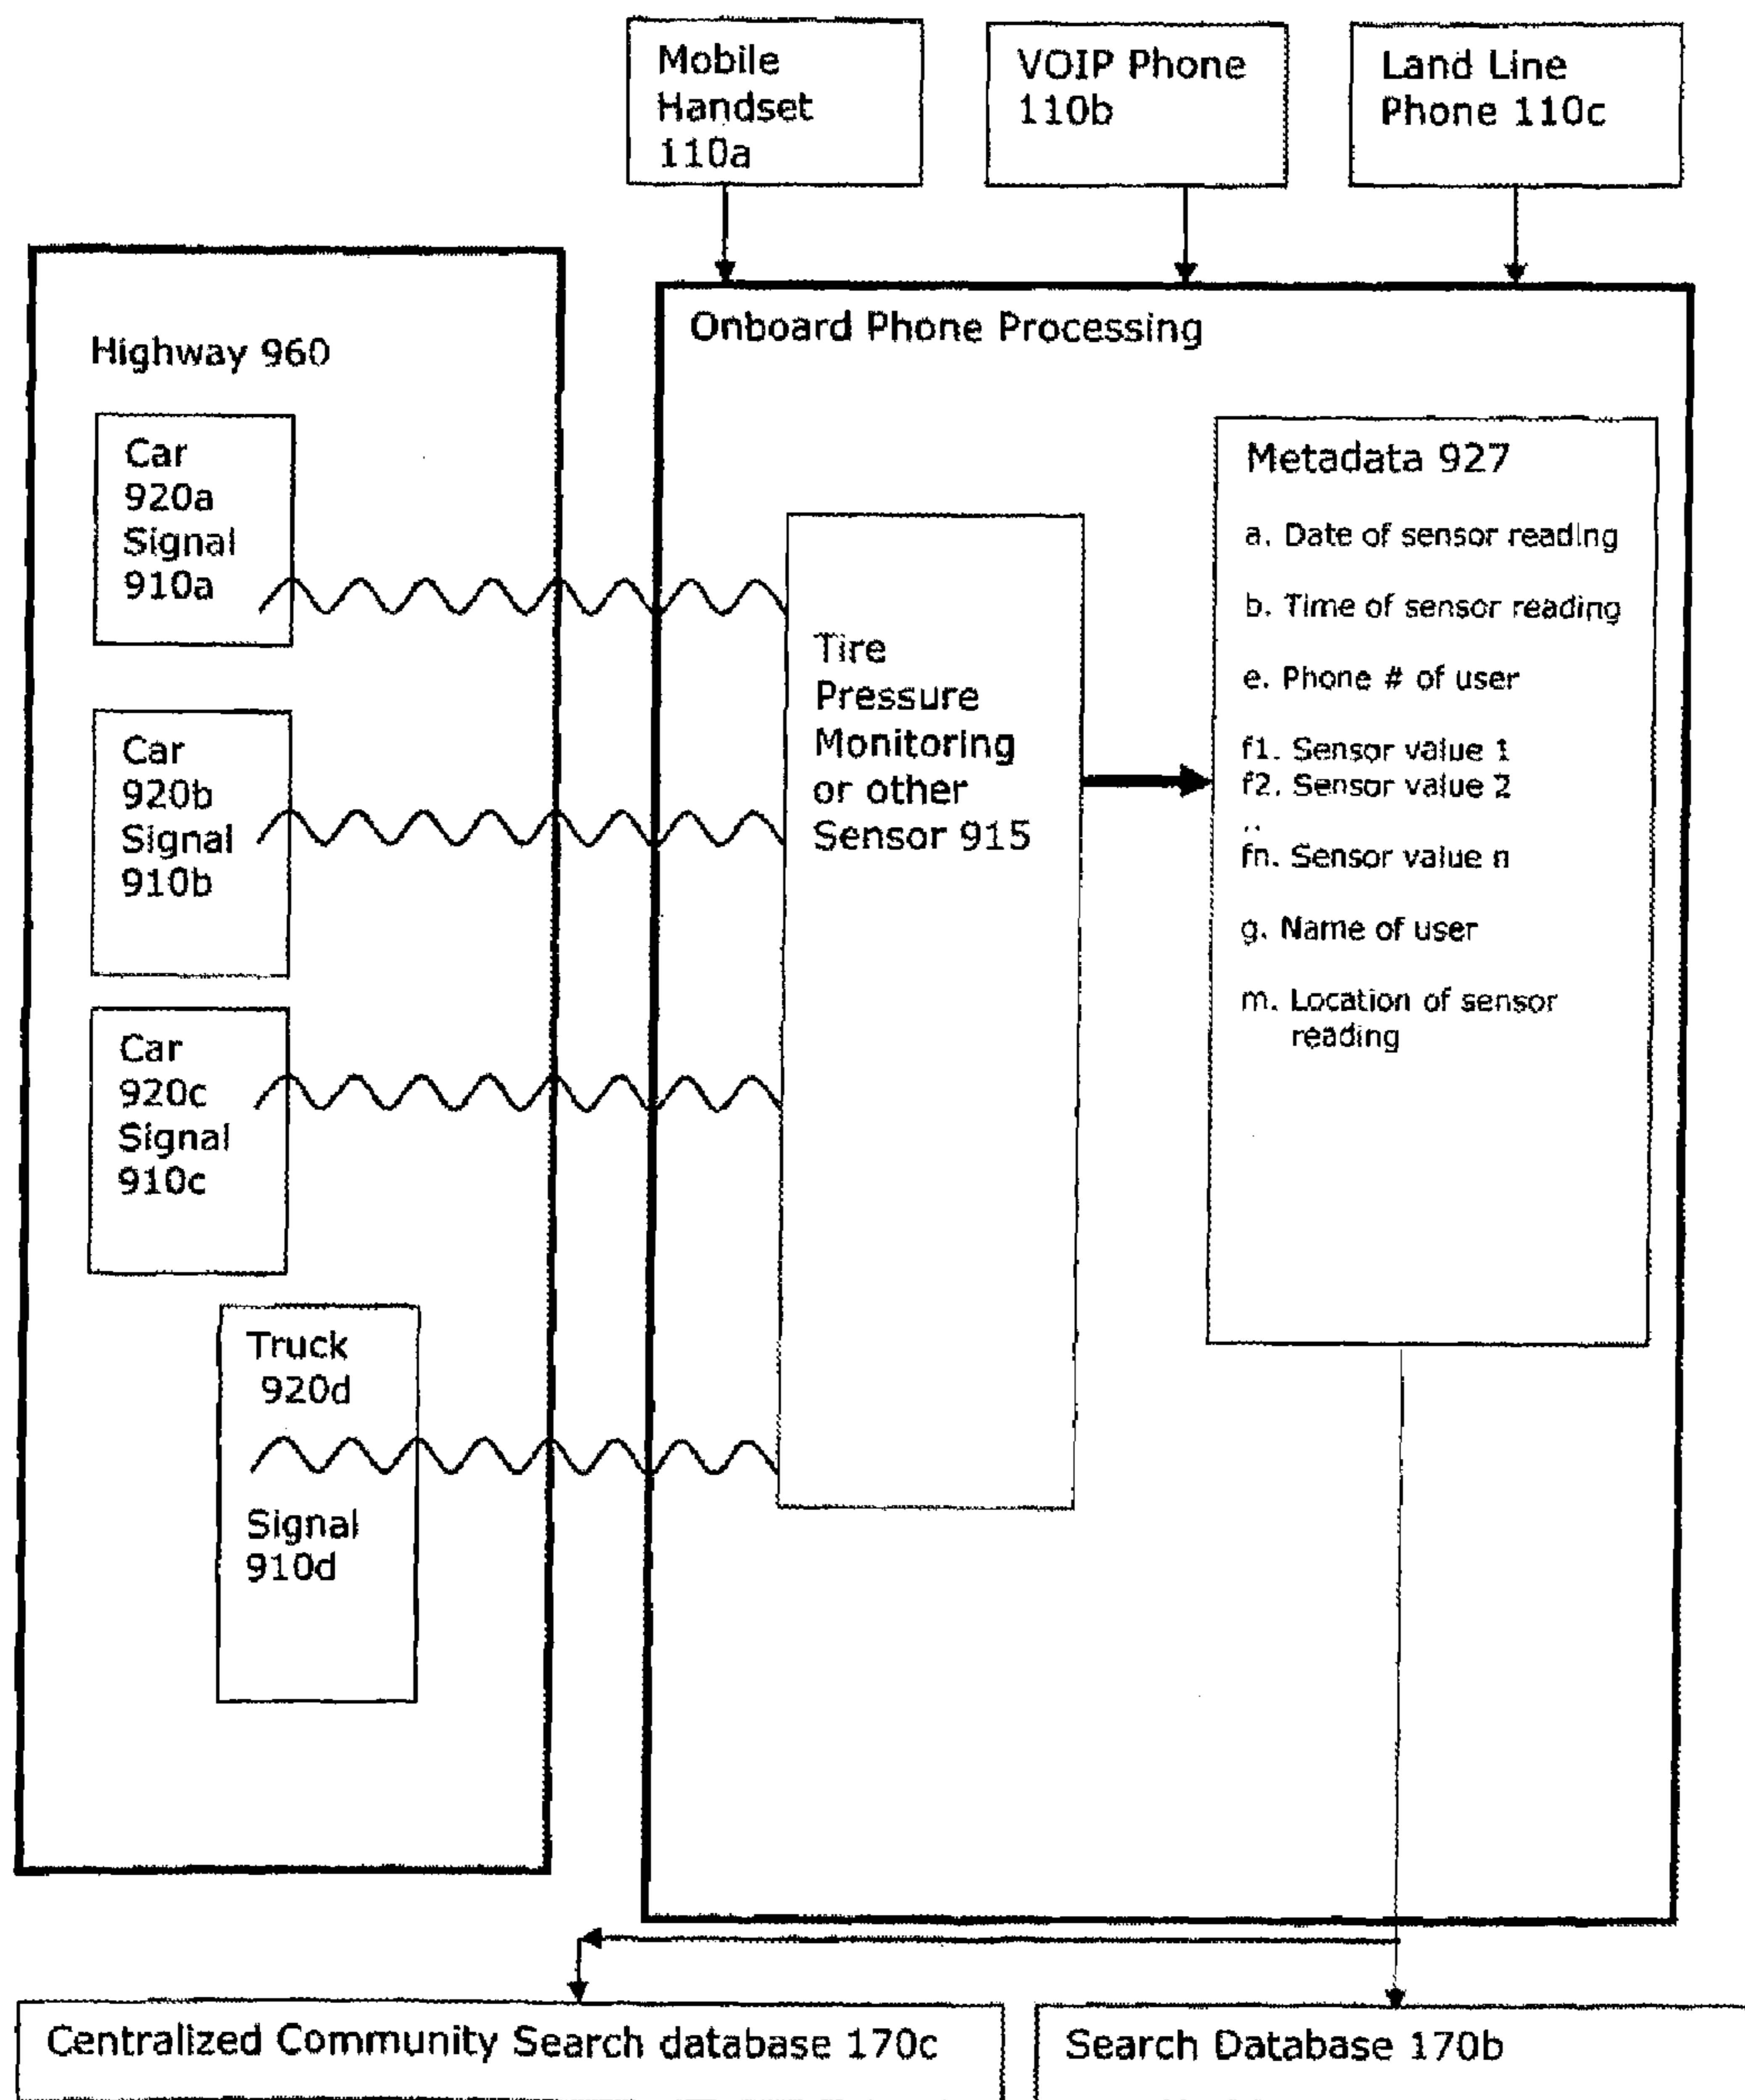 Mobile
Handset
110a
VOIP Phone
110b
Land Line
Phone 110c
Highway 960
Car
920a
Signal
910a
Car
920b
Signal
910b
Car
920c
Signal
910c
Truck
920d
Signal
910d
Onboard Phone Processing
Tire
Pressure
Monitoring
or other
Sensor 915
Metadata 927
a. Date of sensor reading
b. Time of sensor reading
e. Phone # of user
f1. Sensor value 1
f2. Sensor value 2
..
fn. Sensor value n
g. Name of user
m. Location of sensor
reading
Centralized Community Search database 170c
Search Database 170b